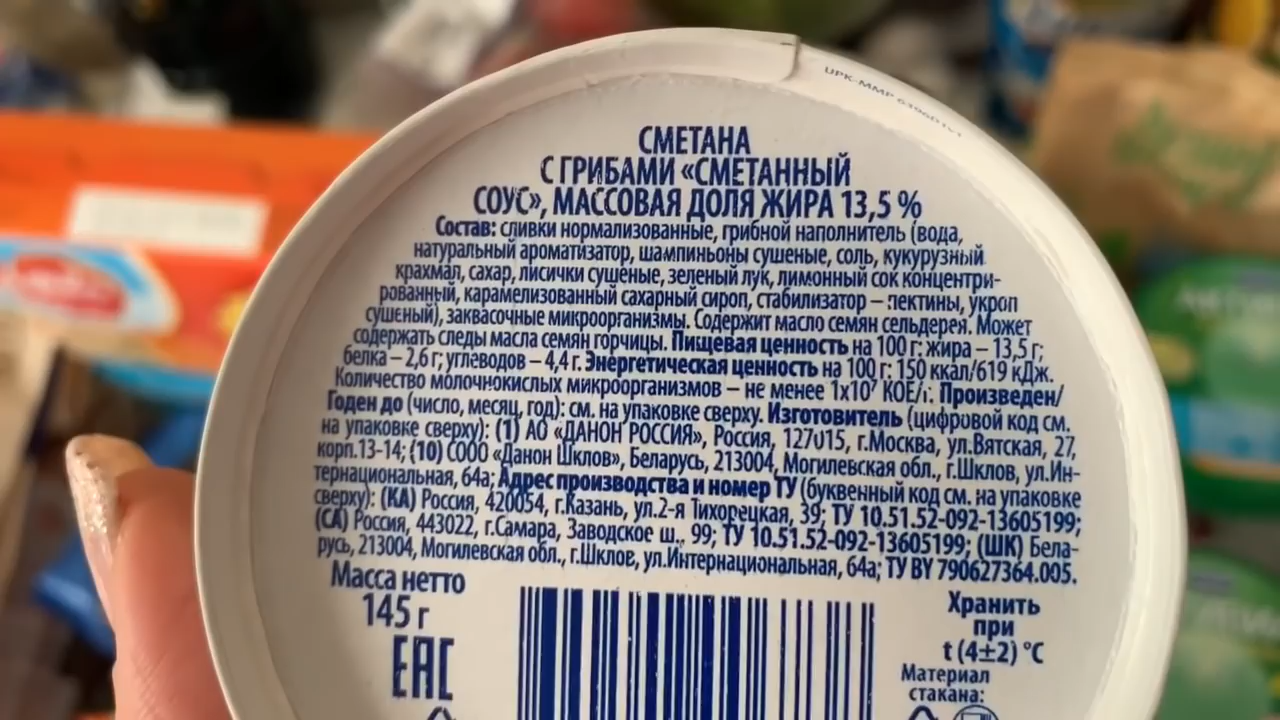 UPK-MMP
СМЕТАНА
С ГРИБАМИ «СМЕТАННЫЙ
СОУС», МАССОВАЯ ДОЛЯ ЖИРА 13,5 %
Состав: сливки нормализованные, грибной наполнитель (вода,
натуральный ароматизатор, шампиньоны сушеные, соль, кукурузный
крахмал, сахар, лисички сушеные, зеленый лук, лимонный сок концентри-
рованный, карамелизованный сахарный сироп, стабилизатор – пектины, укроп
сушеный), заквасочные микроорганизмы. Содержит масло семян сельдерея. Может
содержать следы масла семян горчицы. Пищевая ценность на 100 г: жира – 13,5 г;
белка – 2,6 г; углеводов – 4,4 г. Энергетическая ценность на 100 г: 150 ккал/619 кДж.
Количество молочнокислых микроорганизмов – не менее 1x10⁷ КОЕ/г. Произведен/
Годен до (число, месяц, год): см. на упаковке сверху. Изготовитель (цифровой код см.
на упаковке сверху): (1) АО «ДАНОН РОССИЯ», Россия, 127015, г.Москва, ул.Вятская, 27,
корп.13-14; (10) СООО «Данон Шклов», Беларусь, 213004, Могилевская обл., г.Шклов, ул.Ин-
тернациональная, 64а; Адрес производства и номер ТУ (буквенный код см. на упаковке
сверху): (КА) Россия, 420054, г.Казань, ул.2-я Тихорецкая, 39; ТУ 10.51.52-092-13605199;
(СА) Россия, 443022, г.Самара, Заводское ш., 99; ТУ 10.51.52-092-13605199; (ШК) Бела-
русь, 213004, Могилевская обл., г.Шклов, ул.Интернациональная, 64а; ТУ BY 790627364.005.
Масса нетто
145 г
EAC
Хранить
при
t (4±2) °C
Материал
стакана: